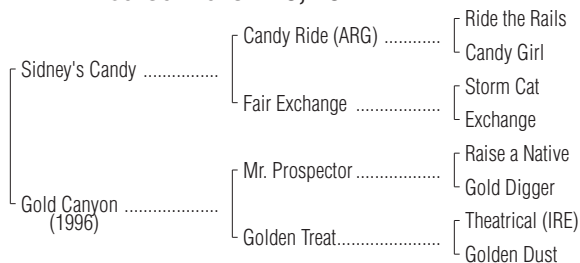 Ride the Rails
Candy Ride (ARG) ............
Candy Girl
Sidney's Candy ................
Storm Cat
Fair Exchange ..................
Exchange
Raise a Native
Mr. Prospector ..................
Gold Digger
Gold Canyon ....................
(1996)
Theatrical (IRE)
Golden Treat......................
Golden Dust